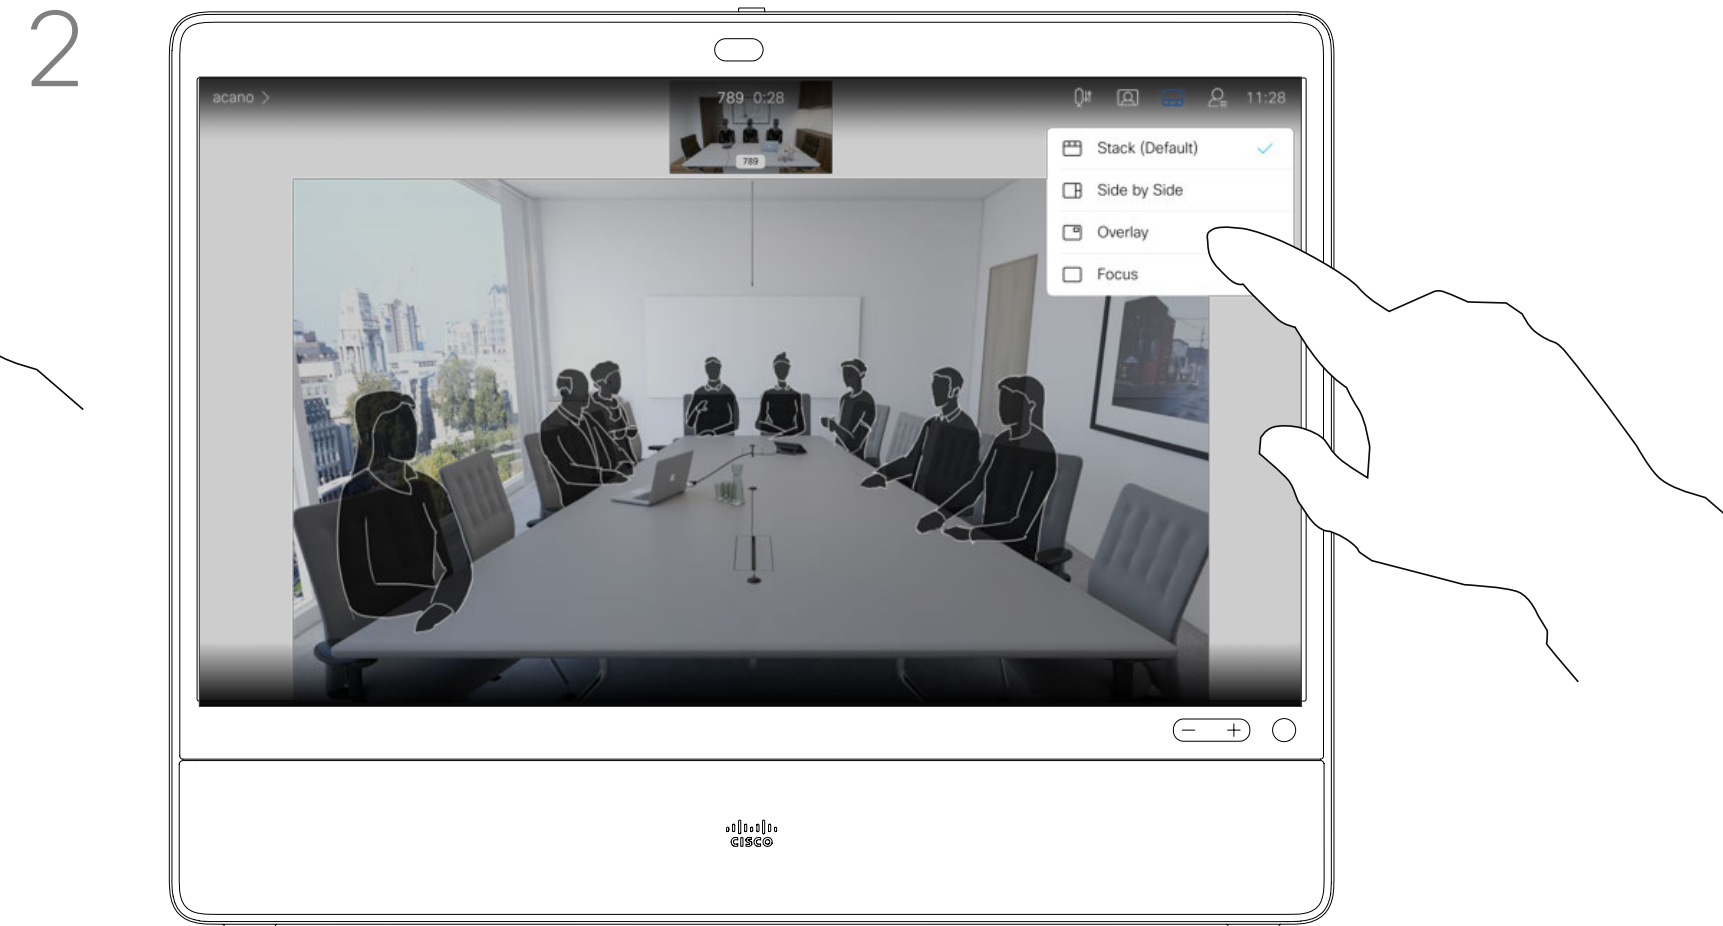 2
acano >
789 0:28
11:28
789
Stack (Default)
Side by Side
Overlay
Focus
− +
CISCO